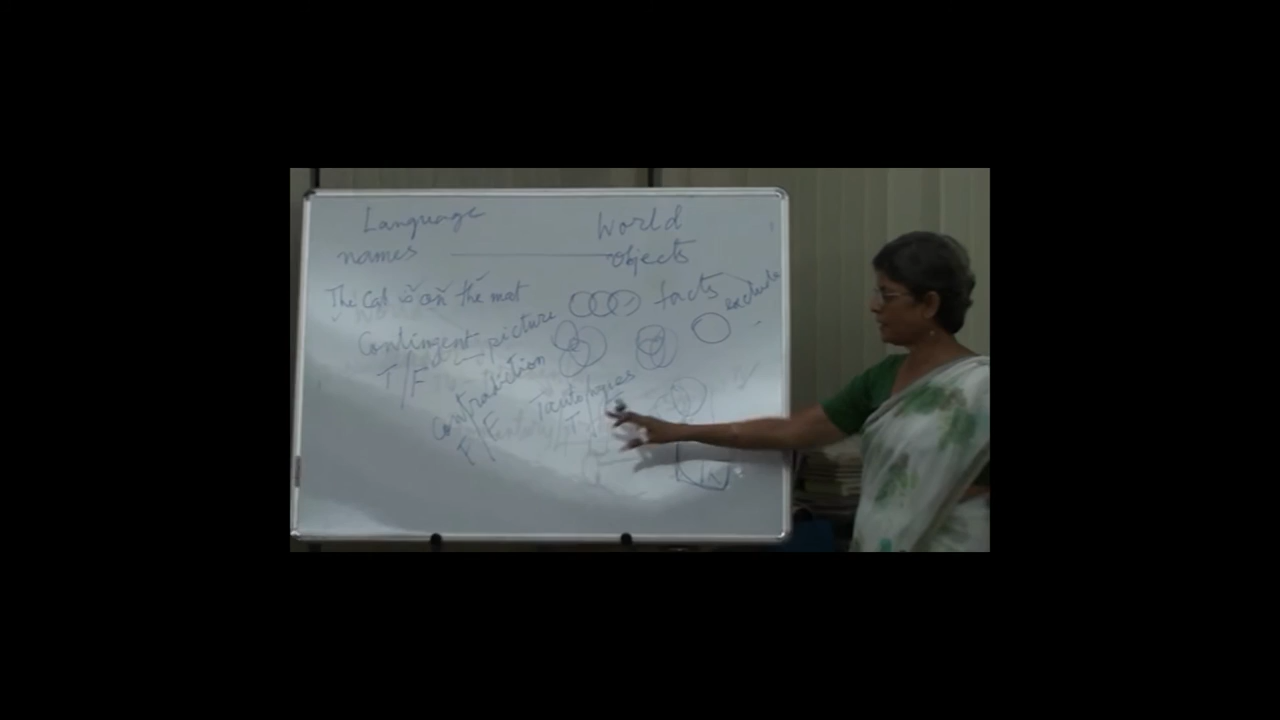 Language World
names objects
The Cat is on the mat facts exclude
Contingent picture
T/F
Contradiction
F/F
Tautologies
T/